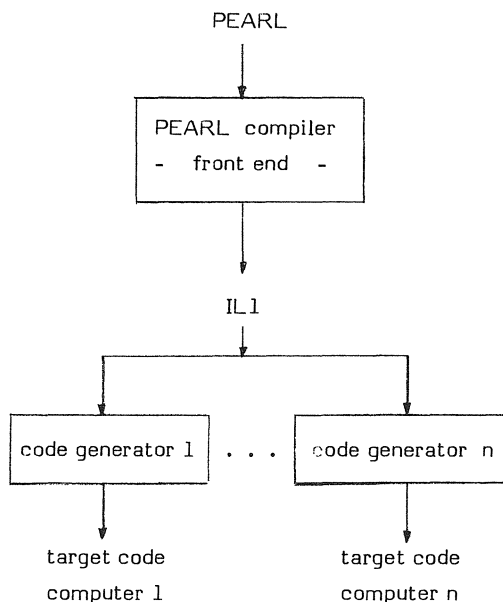 PEARL
PEARL compiler
- front end -
IL1
code generator 1 . . . code generator n
target code target code
computer 1 computer n